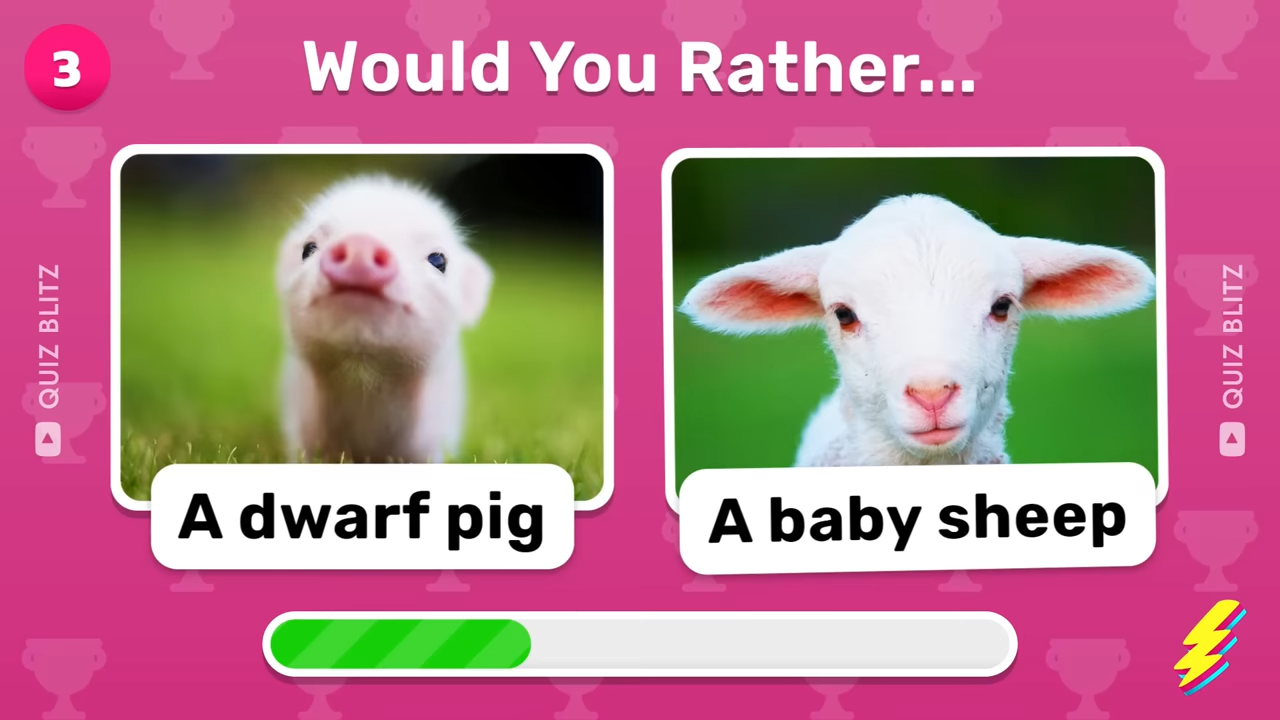 3
Would You Rather...
QUIZ BLITZ
QUIZ BLITZ
A dwarf pig
A baby sheep